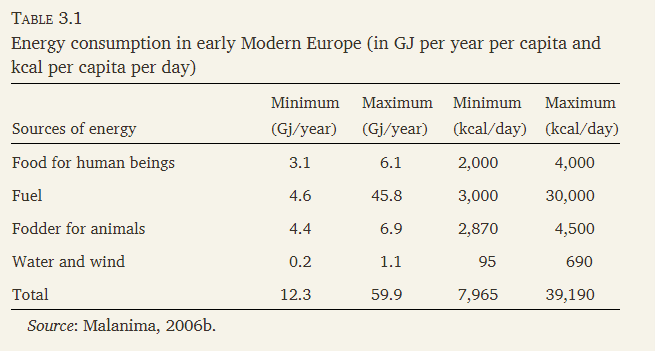 TABLE 3.1
Energy consumption in early Modern Europe (in GJ per year per capita and
kcal per capita per day)
Minimum Maximum Minimum Maximum
Sources of energy (Gj/year) (Gj/year) (kcal/day) (kcal/day)
Food for human beings 3.1 6.1 2,000 4,000
Fuel 4.6 45.8 3,000 30,000
Fodder for animals 4.4 6.9 2,870 4,500
Water and wind 0.2 1.1 95 690
Total 12.3 59.9 7,965 39,190
Source: Malanima, 2006b.